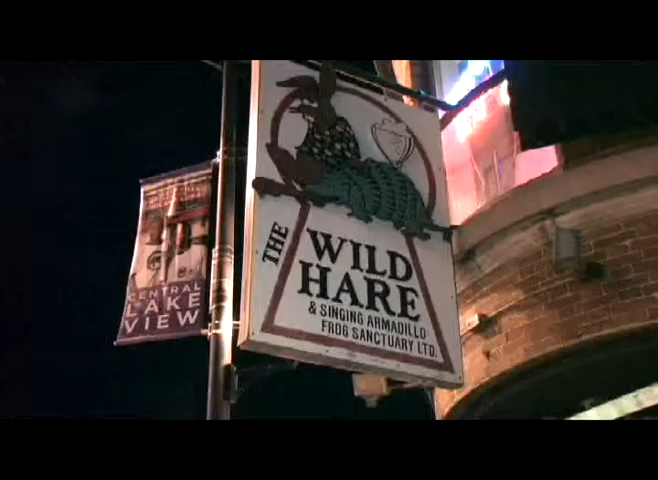 THE
WILD
HARE
& SINGING ARMADILLO
FROG SANCTUARY LTD.
CENTRAL
LAKE
VIEW